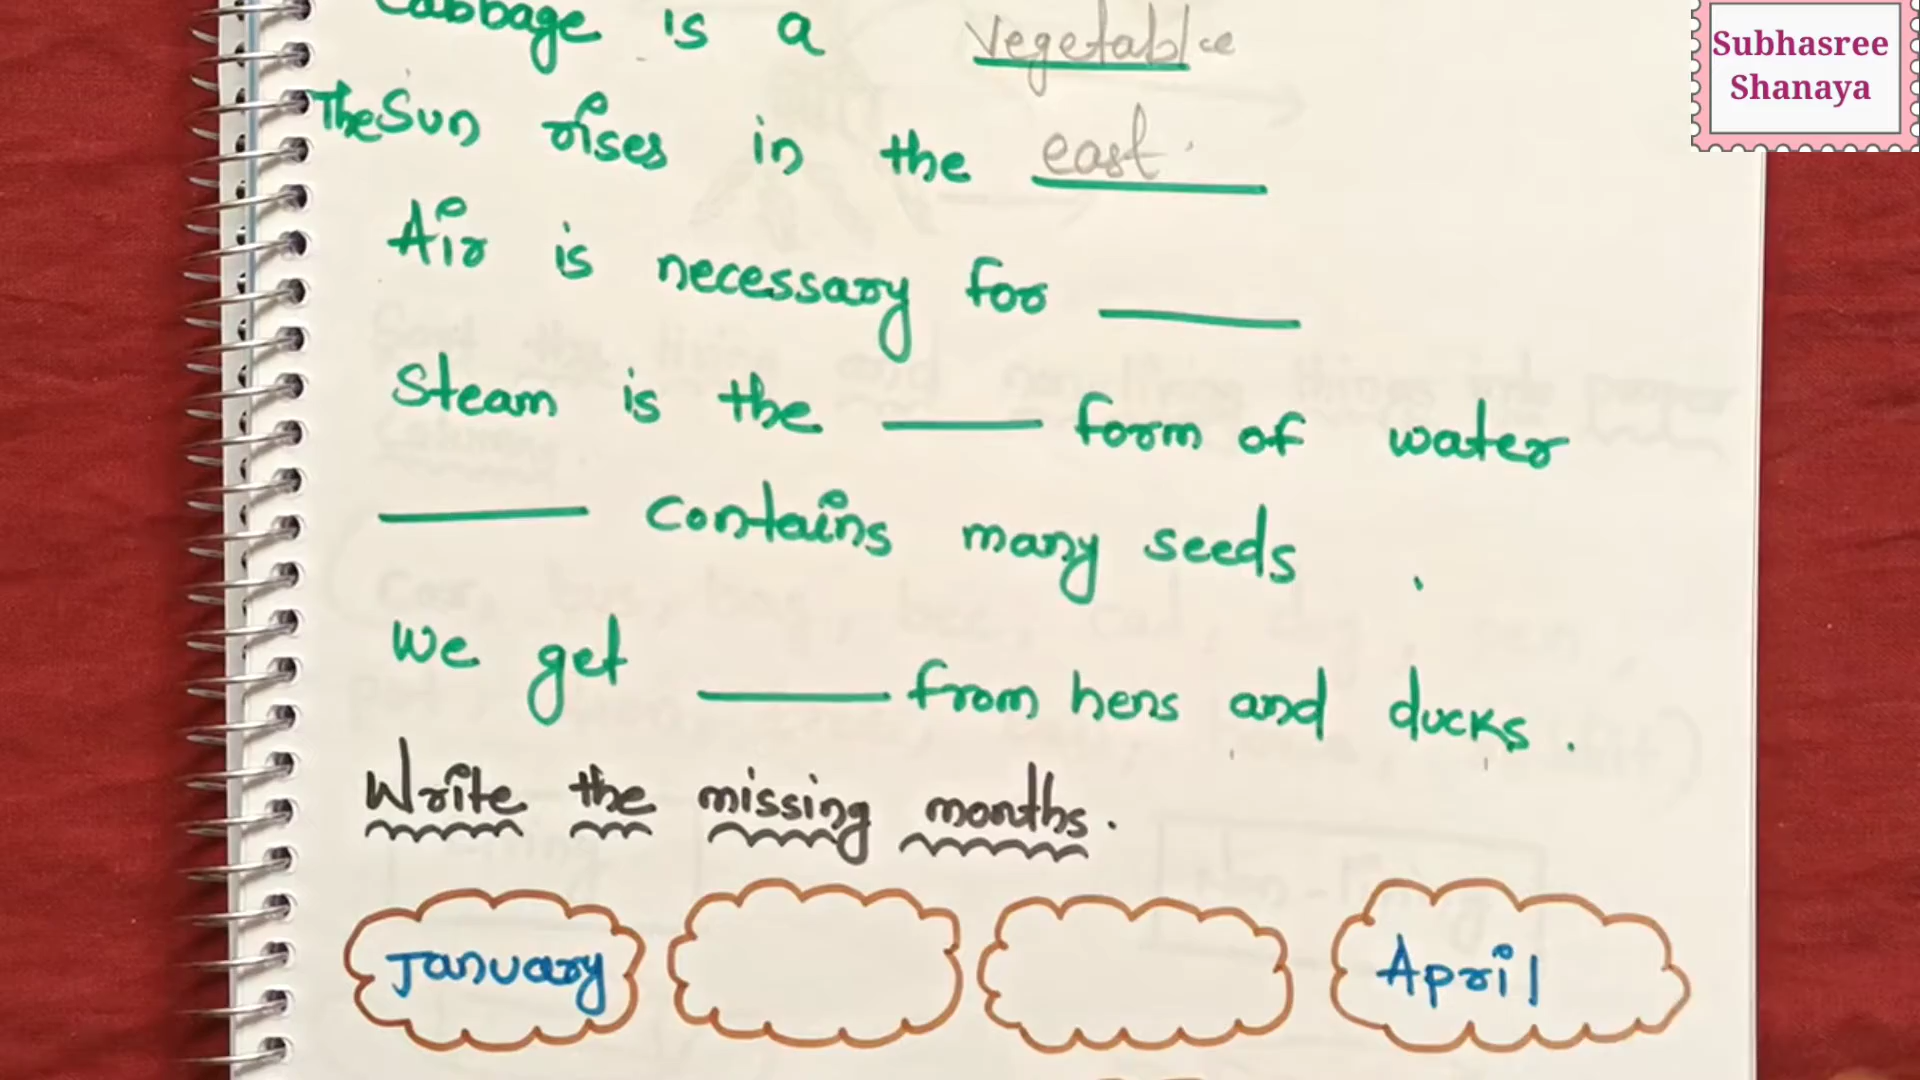 Cabbage is a vegetable
The Sun rises in the east.
Air is necessary for
Steam is the ____ form of water
____ contains many seeds .
We get ____ from hens and ducks.
Write the missing months.
January
April
Subhasree
Shanaya